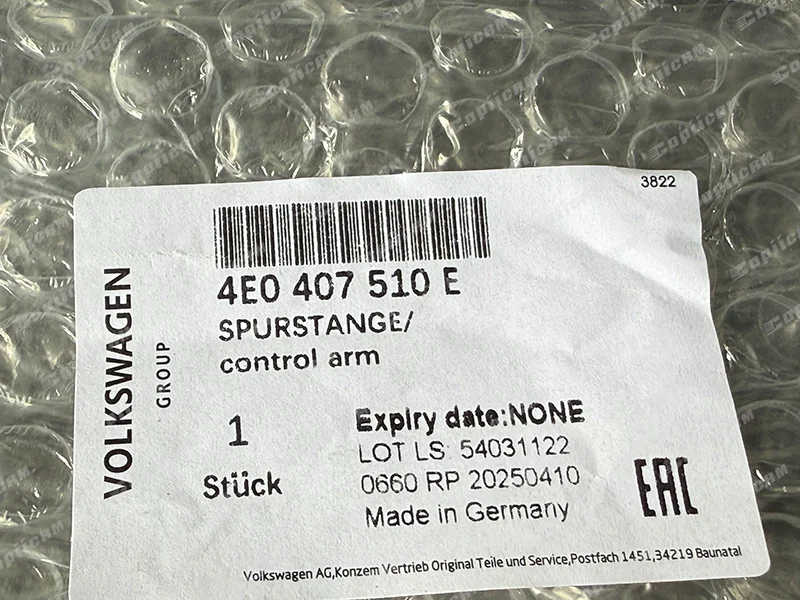 3822
4E0 407 510 E
SPURSTANGE/
control arm
VOLKSWAGEN
GROUP
1
Stück
Expiry date:NONE
LOT LS: 54031122
0660 RP 20250410
Made in Germany
EAC
Volkswagen AG,Konzem Vertrieb Original Teile und Service,Postfach 1451,34219 Baunatal